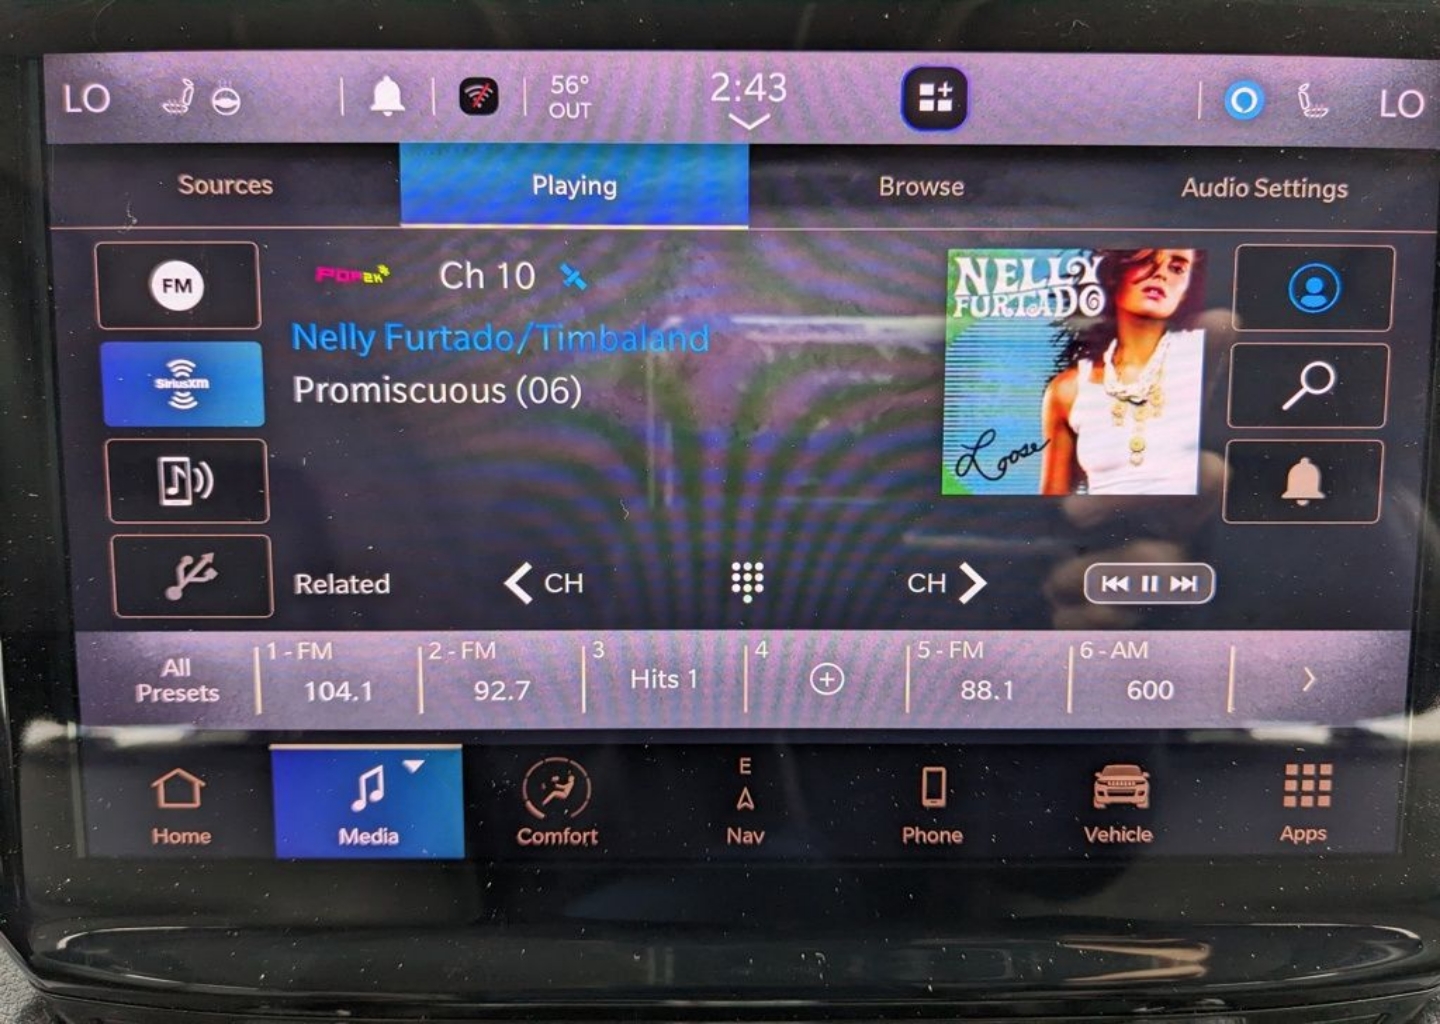 LO
56°
OUT
2:43
LO
Sources
Playing
Browse
Audio Settings
FM
POP2K
Ch 10
Nelly Furtado/Timbaland
Promiscuous (06)
NELLY
FURTADO
Loose
SiriusXM
Related
CH
CH
All
Presets
1 - FM
104.1
2 - FM
92.7
3
Hits 1
4
5 - FM
88.1
6 - AM
600
Home
Media
Comfort
E
Nav
Phone
Vehicle
Apps